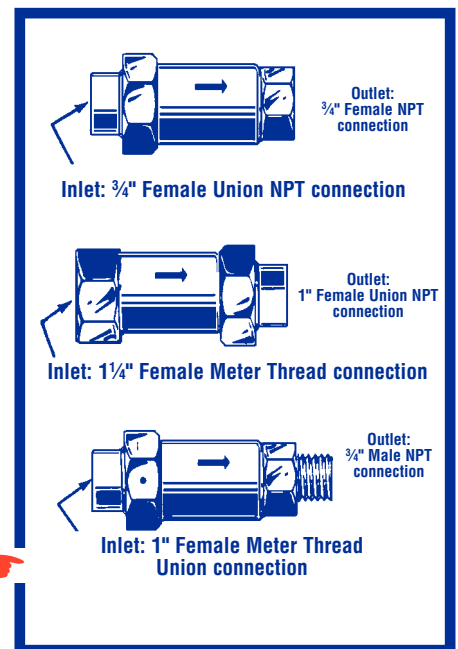 Outlet:
¾" Female NPT
connection
Inlet: ¾" Female Union NPT connection
Outlet:
1" Female Union NPT
connection
Inlet: 1¼" Female Meter Thread connection
Outlet:
¾" Male NPT
connection
Inlet: 1" Female Meter Thread
Union connection